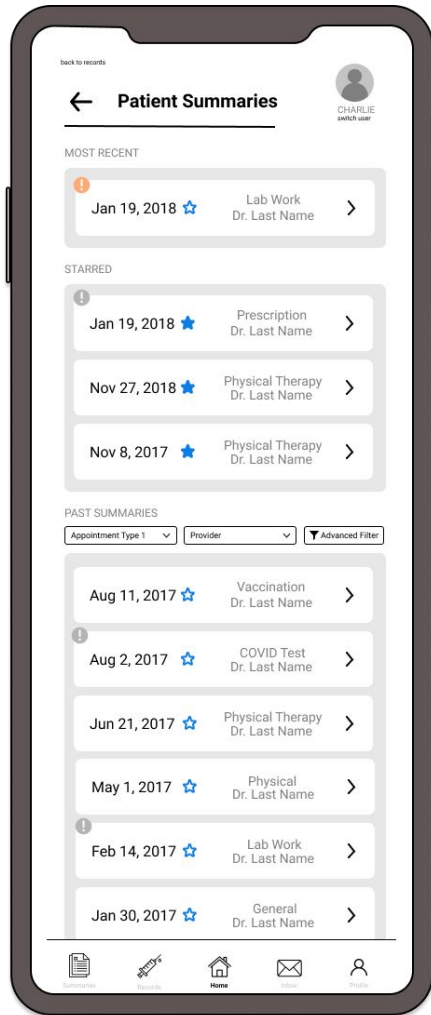 back to records
Patient Summaries
CHARLIE
switch user
MOST RECENT
!
Jan 19, 2018
Lab Work
Dr. Last Name
STARRED
!
Jan 19, 2018
Prescription
Dr. Last Name
Nov 27, 2018
Physical Therapy
Dr. Last Name
Nov 8, 2017
Physical Therapy
Dr. Last Name
PAST SUMMARIES
Appointment Type 1
Provider
Advanced Filter
Aug 11, 2017
Vaccination
Dr. Last Name
!
Aug 2, 2017
COVID Test
Dr. Last Name
Jun 21, 2017
Physical Therapy
Dr. Last Name
May 1, 2017
Physical
Dr. Last Name
!
Feb 14, 2017
Lab Work
Dr. Last Name
Jan 30, 2017
General
Dr. Last Name
Summaries
Records
Home
Inbox
Profile